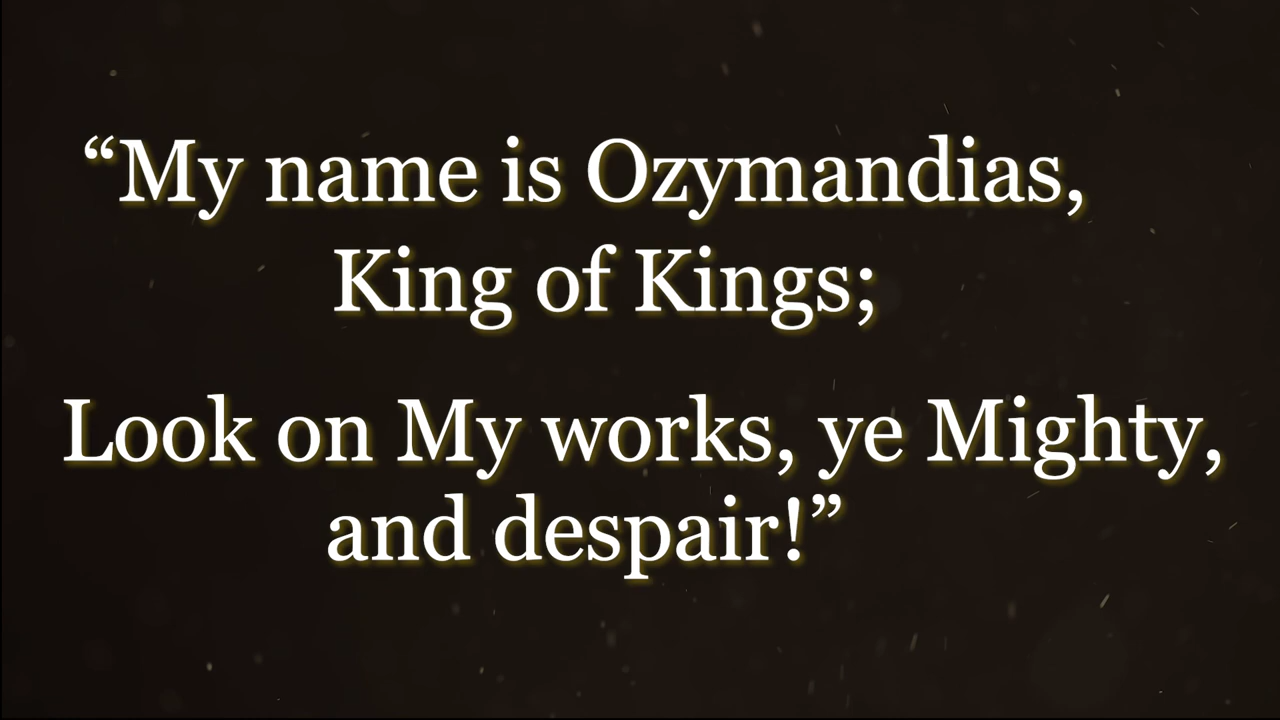 “My name is Ozymandias,
King of Kings;
Look on My works, ye Mighty,
and despair!”